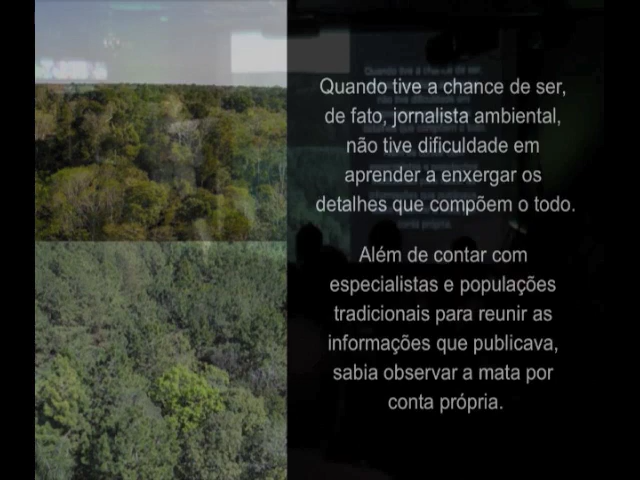 Quando tive a chance de ser,
de fato, jornalista ambiental,
não tive dificuldade em
aprender a enxergar os
detalhes que compõem o todo.
Além de contar com
especialistas e populações
tradicionais para reunir as
informações que publicava,
sabia observar a mata por
conta própria.